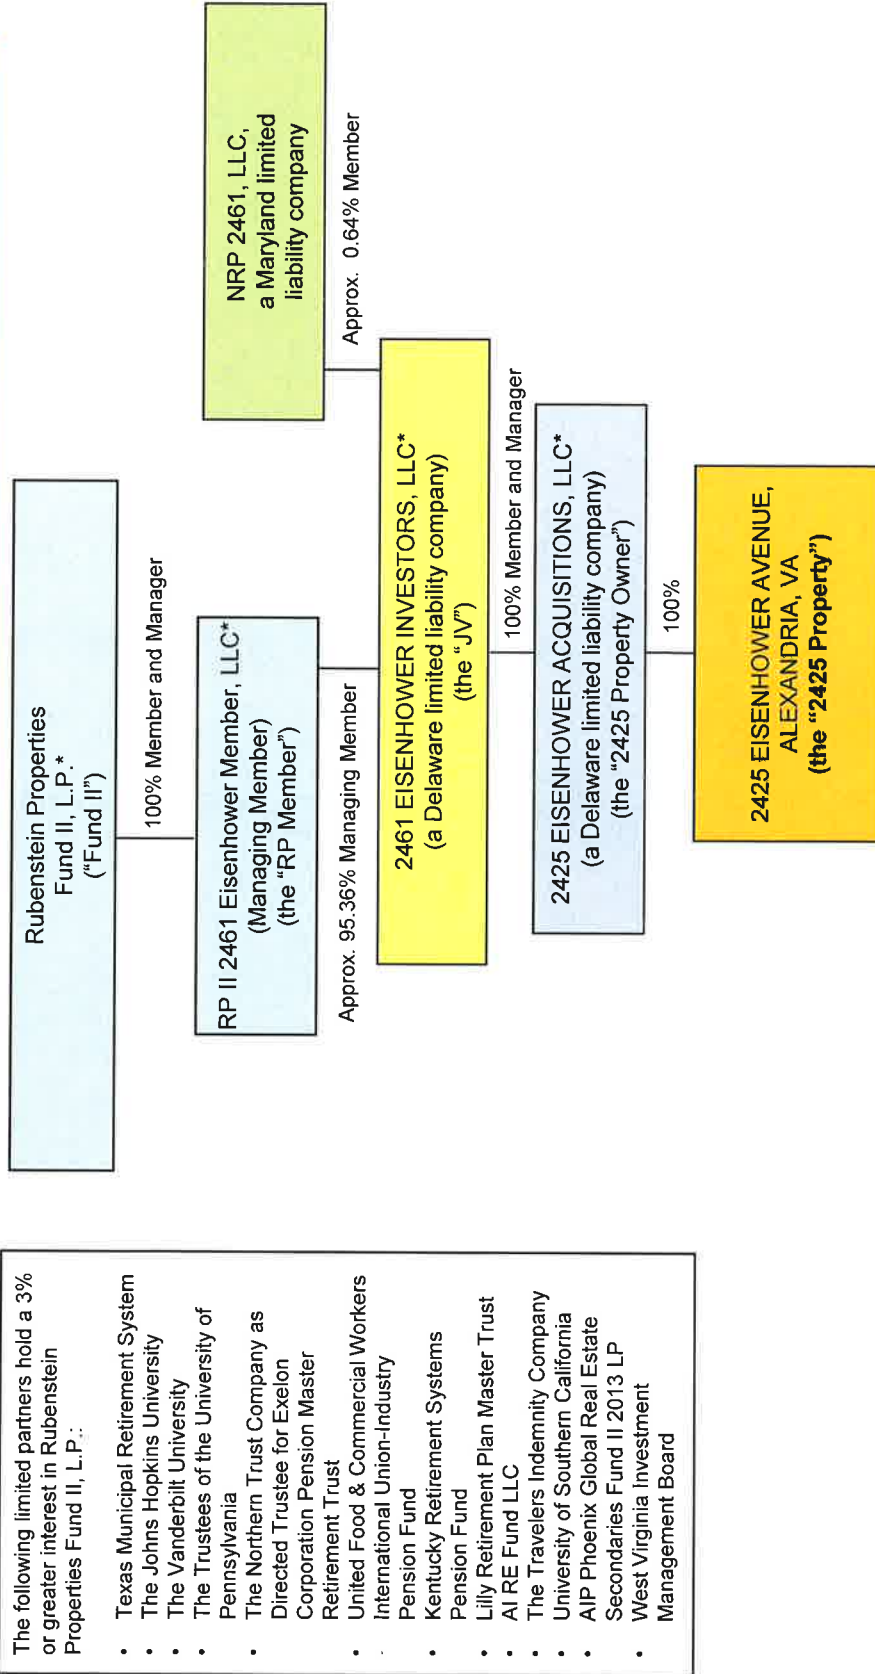 The following limited partners hold a 3%
or greater interest in Rubenstein
Properties Fund II, L.P.:
• Texas Municipal Retirement System
• The Johns Hopkins University
• The Vanderbilt University
• The Trustees of the University of
Pennsylvania
• The Northern Trust Company as
Directed Trustee for Exelon
Corporation Pension Master
Retirement Trust
• United Food & Commercial Workers
International Union-Industry
Pension Fund
• Kentucky Retirement Systems
Pension Fund
• Lilly Retirement Plan Master Trust
• AI RE Fund LLC
• The Travelers Indemnity Company
• University of Southern California
• AIP Phoenix Global Real Estate
Secondaries Fund II 2013 LP
• West Virginia Investment
Management Board
Rubenstein Properties
Fund II, L.P.*
("Fund II")
100% Member and Manager
RP II 2461 Eisenhower Member, LLC*
(Managing Member)
(the "RP Member")
Approx. 95.36% Managing Member
NRP 2461, LLC,
a Maryland limited
liability company
Approx. 0.64% Member
2461 EISENHOWER INVESTORS, LLC*
(a Delaware limited liability company)
(the "JV")
100% Member and Manager
2425 EISENHOWER ACQUISITIONS, LLC*
(a Delaware limited liability company)
(the "2425 Property Owner")
100%
2425 EISENHOWER AVENUE,
ALEXANDRIA, VA
(the "2425 Property")